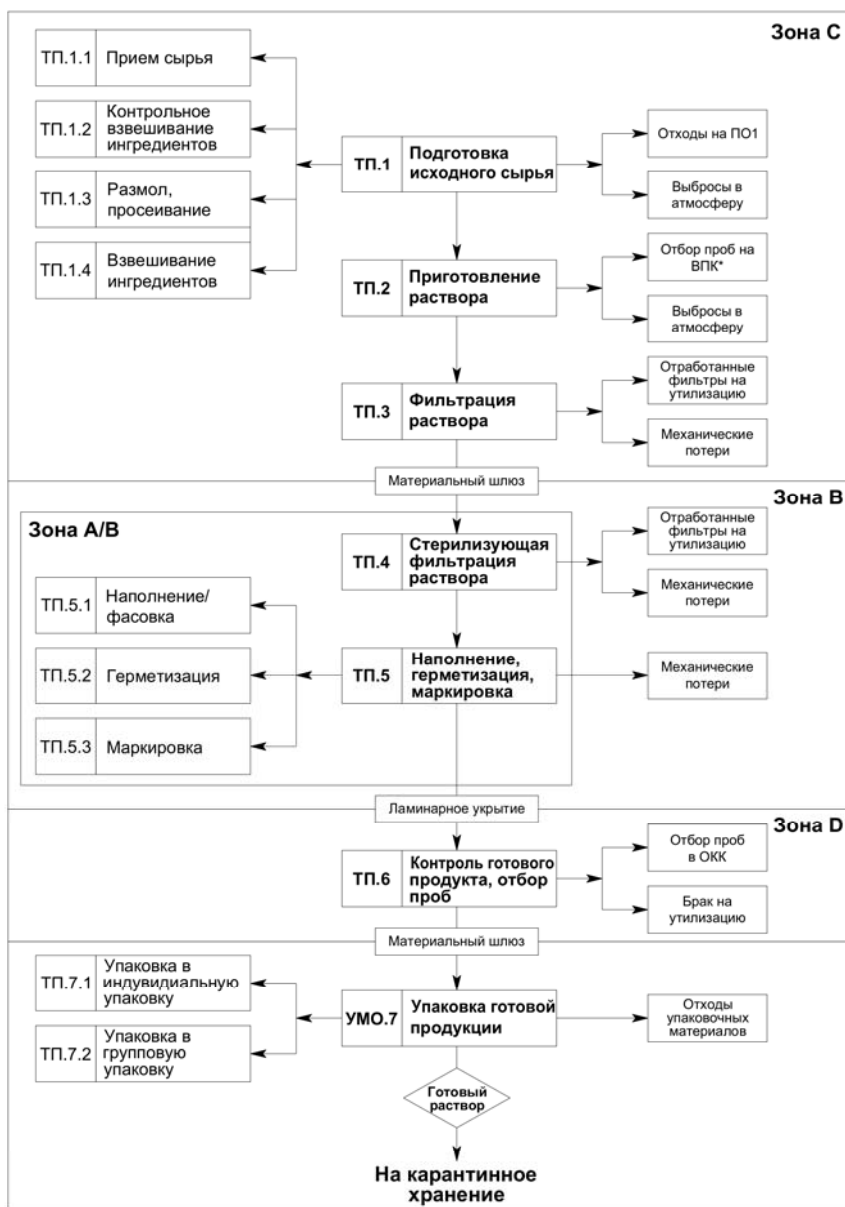 Зона C
ТП.1.1
Прием сырья
ТП.1.2
Контрольное
взвешивание
ингредиентов
ТП.1.3
Размол,
просеивание
ТП.1.4
Взвешивание
ингредиентов
ТП.1
Подготовка
исходного сырья
Отходы на ПО1
Выбросы в
атмосферу
ТП.2
Приготовление
раствора
Отбор проб на
ВПК*
Выбросы в
атмосферу
ТП.3
Фильтрация
раствора
Отработанные
фильтры на
утилизацию
Механические
потери
Материальный шлюз
Зона B
Зона A/B
ТП.4
Стерилизующая
фильтрация
раствора
Отработанные
фильтры на
утилизацию
Механические
потери
ТП.5.1
Наполнение/
фасовка
ТП.5.2
Герметизация
ТП.5.3
Маркировка
ТП.5
Наполнение,
герметизация,
маркировка
Механические
потери
Ламинарное укрытие
Зона D
ТП.6
Контроль готового
продукта, отбор
проб
Отбор проб
в ОКК
Брак на
утилизацию
Материальный шлюз
ТП.7.1
Упаковка в
индувидиальную
упаковку
ТП.7.2
Упаковка в
групповую
упаковку
УМО.7
Упаковка готовой
продукции
Отходы
упаковочных
материалов
Готовый
раствор
На карантинное
хранение